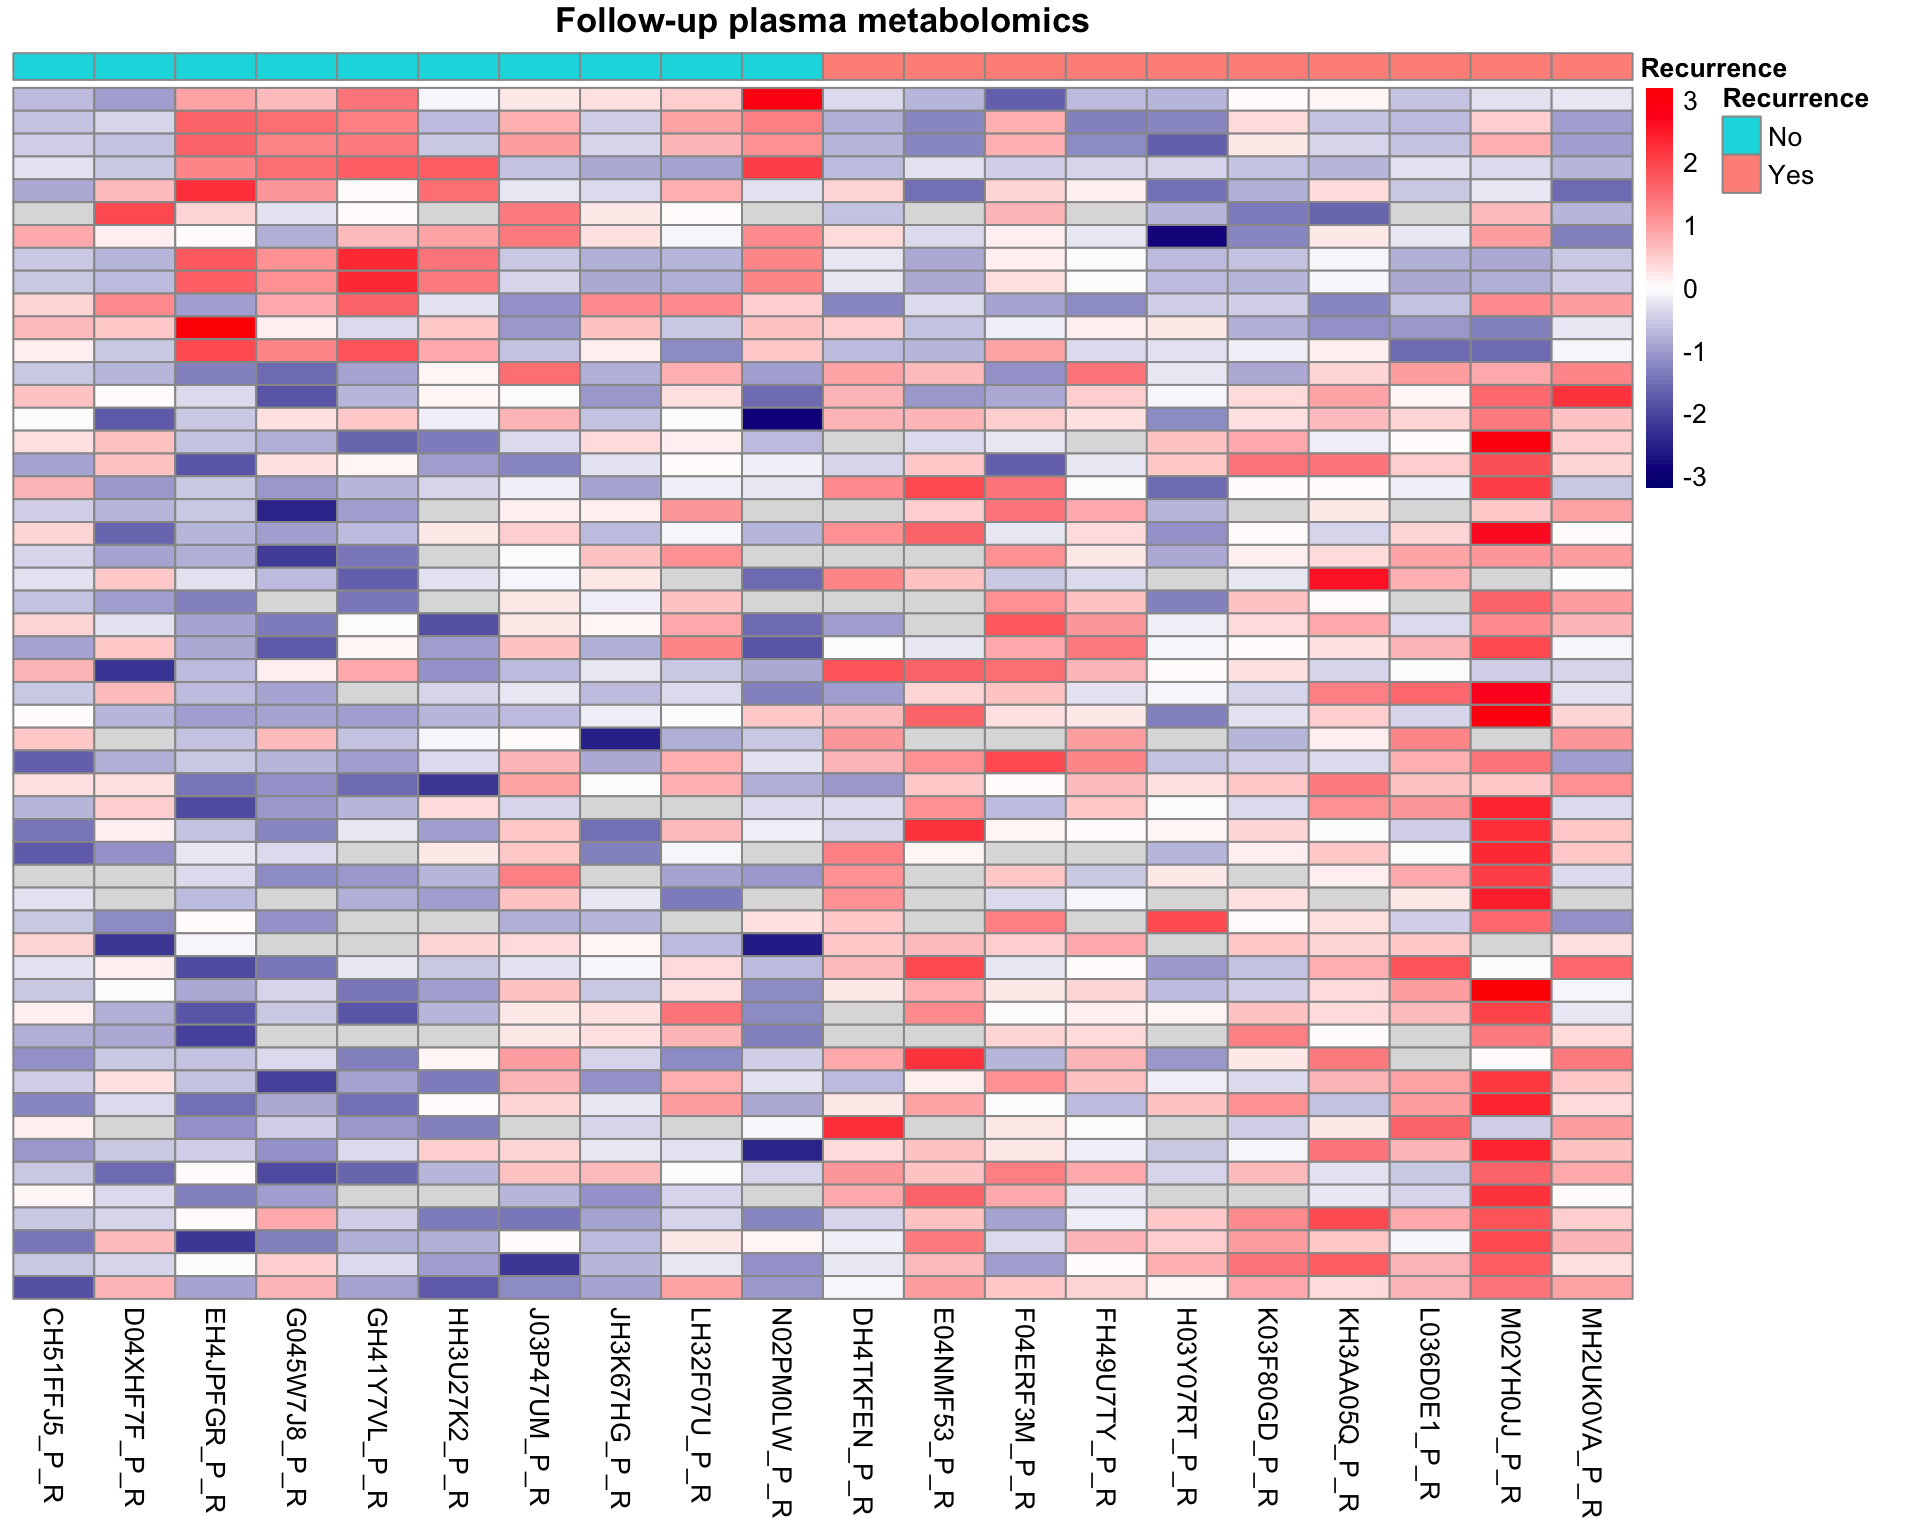 Follow-up plasma metabolomics
Recurrence
3
2
1
0
-1
-2
-3
Recurrence
No
Yes
CH51FFJ5_P_R
D04XHF7F_P_R
EH4JPFGR_P_R
G045W7J8_P_R
GH41Y7VL_P_R
HH3U27K2_P_R
J03P47UM_P_R
JH3K67HG_P_R
LH32F07U_P_R
N02PM0LW_P_R
DH4TKFEN_P_R
E04NMF53_P_R
F04ERF3M_P_R
FH49U7TY_P_R
H03Y07RT_P_R
K03F80GD_P_R
KH3AA05Q_P_R
L036D0E1_P_R
M02YH0JJ_P_R
MH2UK0VA_P_R